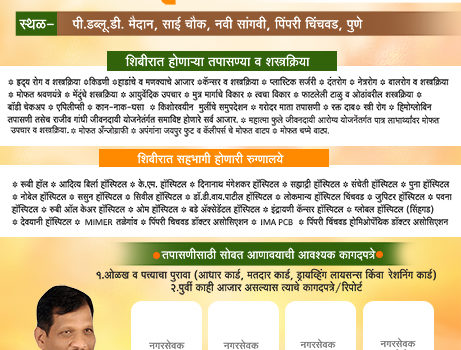 स्थळ– पी.डब्लू.डी. मैदान, साई चौक, नवी सांगवी, पिंपरी चिंचवड, पुणे
शिबीरात होणाऱ्या तपासण्या व शस्त्रक्रिया
* हृदय रोग व शस्त्रक्रिया *किडणी *हाडांचे व मणक्याचे आजार *कॅन्सर व शस्त्रक्रिया * प्लास्टिक सर्जरी * दंतरोग * नेत्ररोग * बालरोग व शस्त्रक्रिया
* मोफत श्रवणयंत्रे * मेंदुंचे शस्त्रक्रिया * आयुर्वेदिक उपचार * मुत्र मार्गाचे विकार * त्वचा विकार * फाटलेली टाळु व ओठांवरील शस्त्रक्रिया *
बॉडी चेकअप * एपिलीप्सी * कान-नाक-घसा * किशोरवयीन मुलींचे समुपदेशन * गरोदर माता तपासणी * रक्त दाब* स्त्री रोग * हिमोग्लोबिन
तपासणी तसेच राजीव गांधी जीवनदायी योजनेतंर्गत समाविष्ठ होणारे सर्व आजार. * महात्मा फुले जीवनदायी आरोग्य योजनेंतर्गत पात्र लाभार्थ्यांवर मोफत
उपचार व शस्त्रक्रिया. * मोफत ॲन्जोग्राफी * अपंगांना जयपुर फुट व कॅलीपर्स चे मोफत वाटप * मोफत चष्मे वाटप.
शिबीरात सहभागी होणारी रुग्णालये
* रूबी हॉल * आदित्य बिर्ला हॉस्पिटल * के.एम. हॉस्पिटल * दिनानाथ मंगेशकर हॉस्पिटल * सह्याद्री हॉस्पिटल * संचेती हॉस्पिटल * पुना हॉस्पिटल
* नोबेल हॉस्पिटल * ससुन हॉस्पिटल * सिवील हॉस्पिटल * डॉ.डी.वाय.पाटील हॉस्पिटल * लोकमान्य हॉस्पिटल चिंचवड * जुपिटर हॉस्पिटल * पवना
हॉस्पिटल * रुबी ऑल केअर हॉस्पिटल * ओम हॉस्पिटल * बडे ॲक्सेडेंटल हॉस्पिटल * इंद्रायणी कॅन्सर हॉस्पिटल * ग्लोबल हॉस्पिटल (सिंहगड)
* देवयानी हॉस्पिटल * MIMER तळेगांव * पिंपरी चिचवड डॉक्टर असोसिएशन * IMA PCB * पिंपरी चिंचवड होमिओपॅथिक डॉक्टर असोसिएशन
तपासणीसाठी सोबत आणावयाची आवश्यक कागदपत्रे
१.ओळख व पत्त्याचा पुरावा (आधार कार्ड, मतदार कार्ड, ड्रायव्हिंग लायसन्स किंवा रेशनिंग कार्ड)
२.पुर्वी काही आजार असल्यास त्याचे कागदपत्रे/रिपोर्ट
नगरसेवक नगरसेवक नगरसेवक नगरसेवक